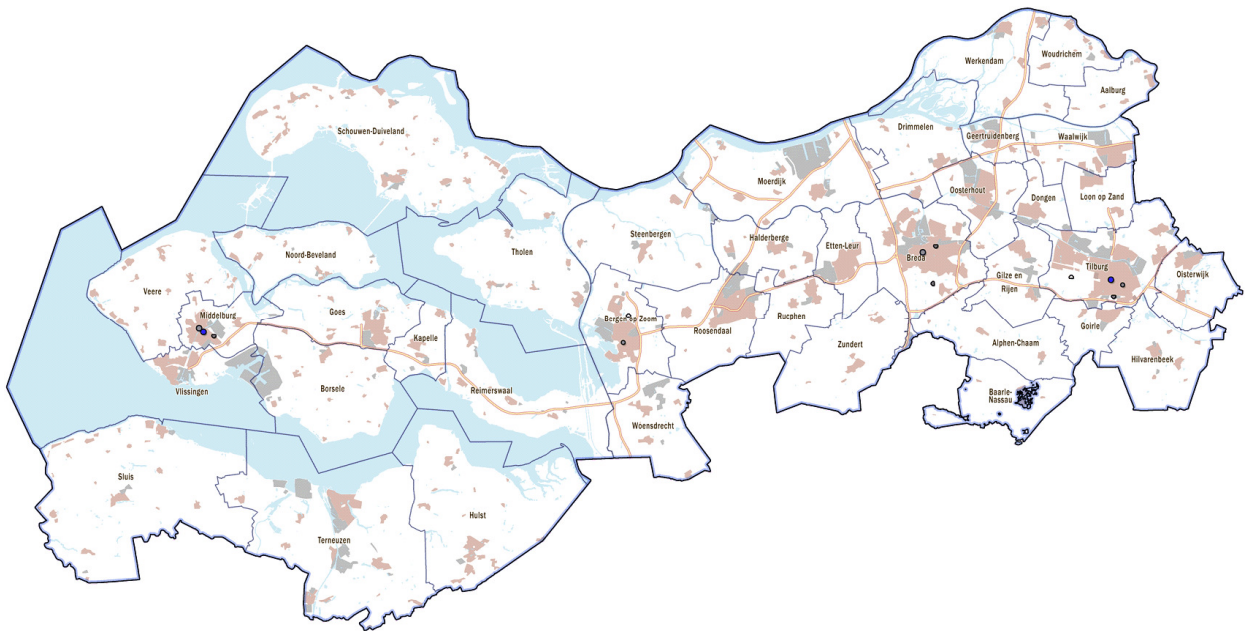 Werkendam
Woudrichem
Aalburg
Schouwen-Duiveland
Drimmelen
Geertruidenberg
Waalwijk
Moerdijk
Oosterhout
Dongen
Loon op Zand
Steenbergen
Halderberge
Etten-Leur
Tholen
Noord-Beveland
Breda
Tilburg
Gilze en
Rijen
Oisterwijk
Veere
Middelburg
Goes
Kapelle
Bergen op Zoom
Roosendaal
Rucphen
Zundert
Goirle
Alphen-Chaam
Hilvarenbeek
Vlissingen
Borsele
Reimerswaal
Baarle-
Nassau
Woensdrecht
Sluis
Hulst
Terneuzen